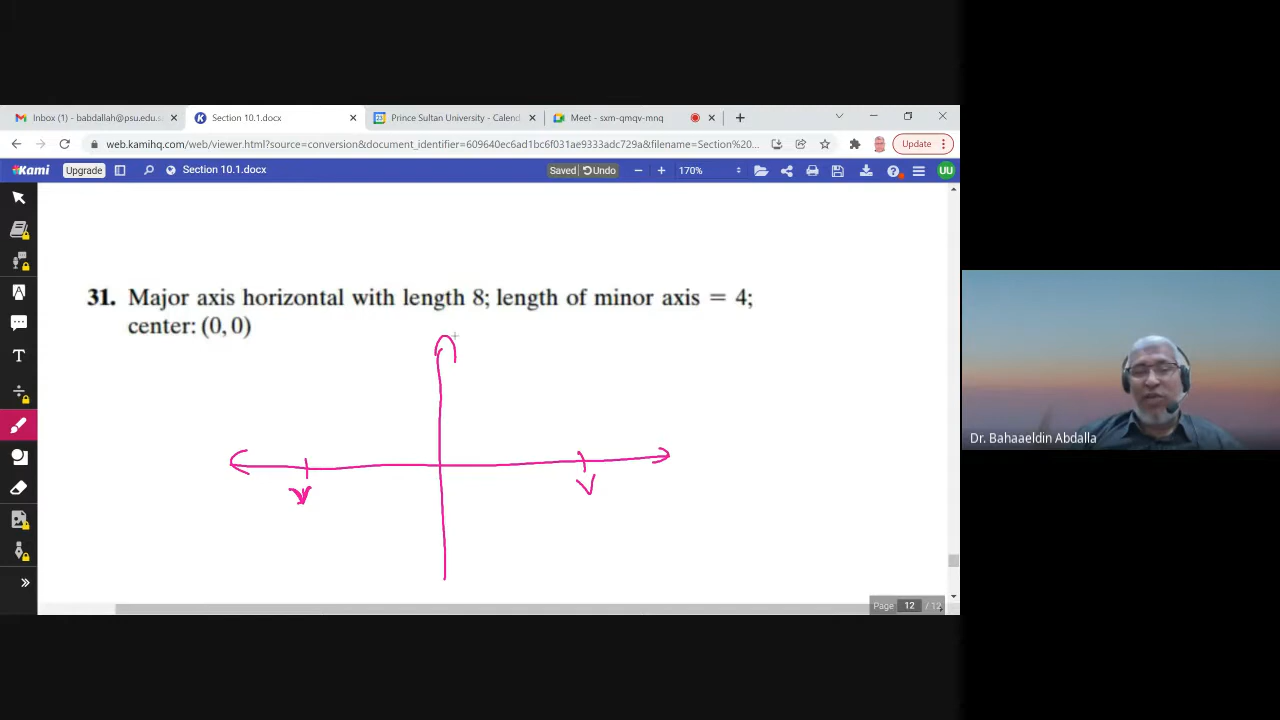 Inbox (1) - babdallah@psu.edu.s
Section 10.1.docx
Prince Sultan University - Calend
Meet - sxm-qmqv-mnq
web.kamihq.com/web/viewer.html?source=conversion&document_identifier=609640ec6ad1bc6f031ae9333adc729a&filename=Section%20...
Update
Kami
Upgrade
Section 10.1.docx
Saved
Undo
170%
UU
31. Major axis horizontal with length 8; length of minor axis = 4;
center: (0, 0)
V
V
Page 12 / 12
Dr. Bahaaeldin Abdalla